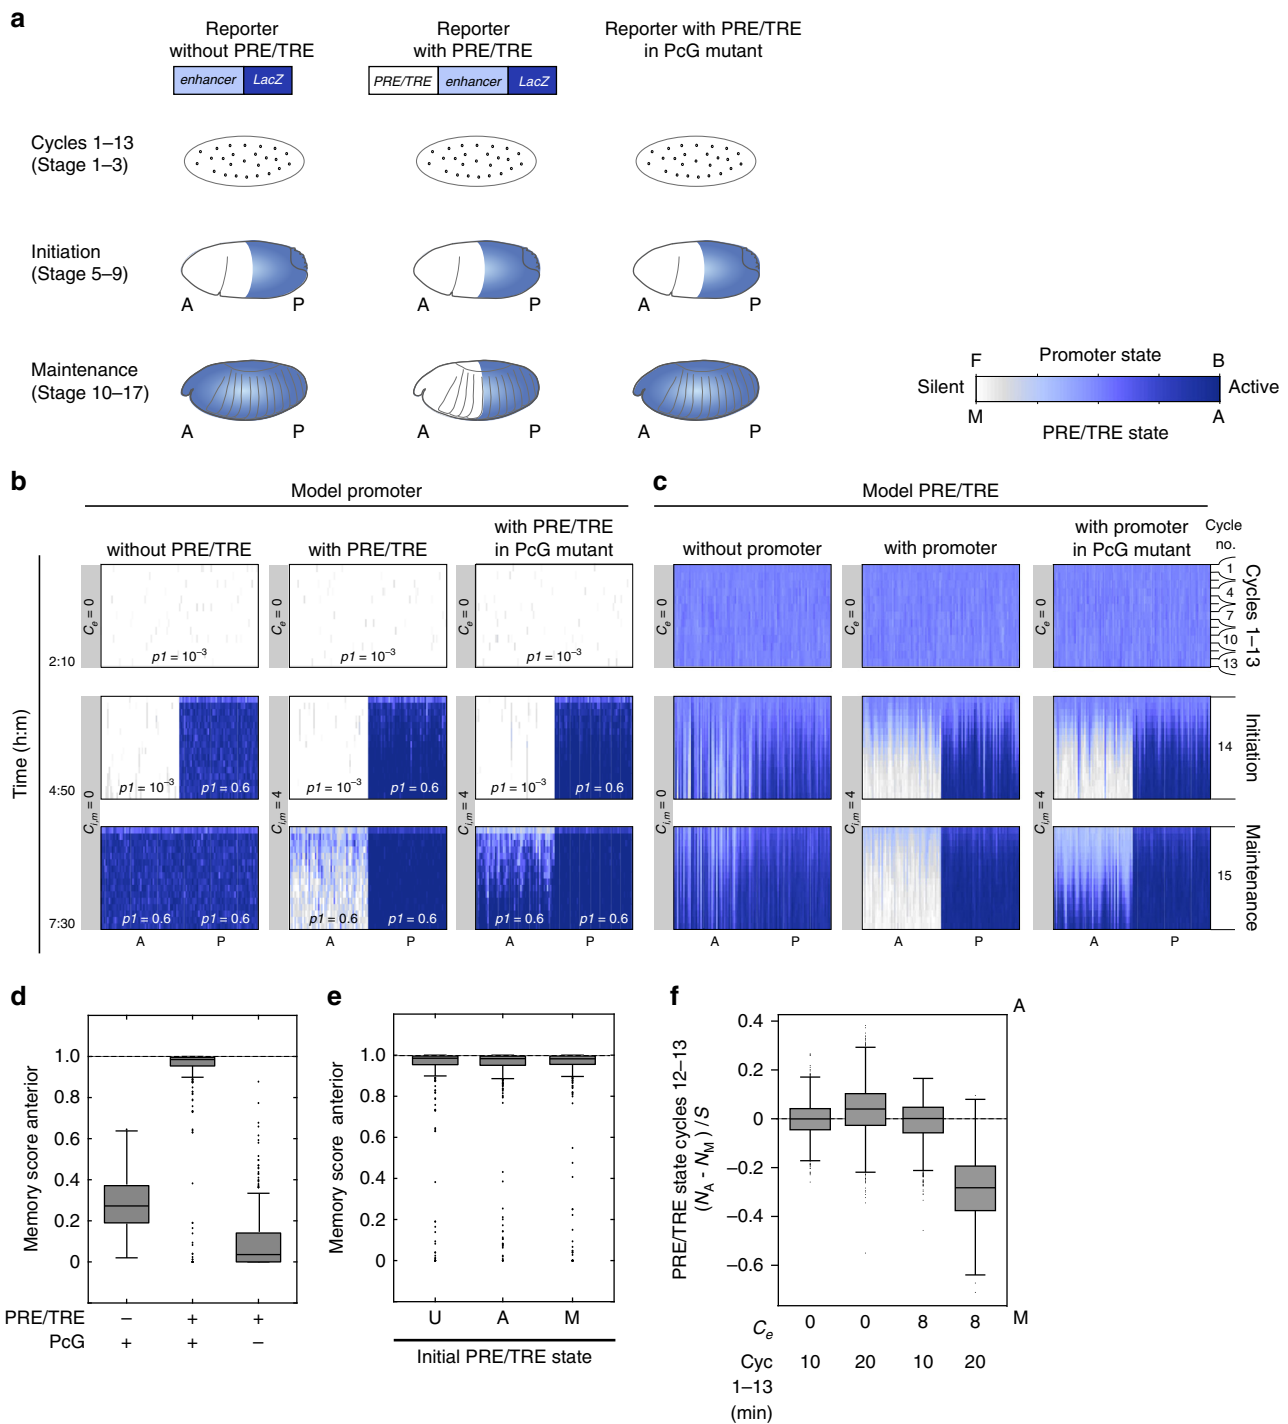 a
Reporter
without PRE/TRE
Reporter
with PRE/TRE
Reporter with PRE/TRE
in PcG mutant
enhancer LacZ
PRE/TRE enhancer LacZ
Cycles 1–13
(Stage 1–3)
Initiation
(Stage 5–9)
A P A P A P
Maintenance
(Stage 10–17)
A P A P A P
F Promoter state B
Silent Active
M A
PRE/TRE state
b
Model promoter
without PRE/TRE
with PRE/TRE
with PRE/TRE
in PcG mutant
Time (h:m)
2:10
4:50
7:30
Ce = 0
p1 = 10⁻³
Ce = 0
p1 = 10⁻³
Ce = 0
p1 = 10⁻³
Ci,m = 0
p1 = 10⁻³ p1 = 0.6
Ci,m = 4
p1 = 10⁻³ p1 = 0.6
Ci,m = 4
p1 = 10⁻³ p1 = 0.6
p1 = 0.6 p1 = 0.6
p1 = 0.6 p1 = 0.6
p1 = 0.6 p1 = 0.6
A P A P A P
c
Model PRE/TRE
without promoter
with promoter
with promoter
in PcG mutant
Cycle
no.
Ce = 0
Ce = 0
Ce = 0
1
4
7
10
13
Cycles 1–13
Ci,m = 0
Ci,m = 4
Ci,m = 4
14
Initiation
15
Maintenance
A P A P A P
d
Memory score anterior
1.0
0.8
0.6
0.4
0.2
0
PRE/TRE − + +
PcG + + −
e
Memory score anterior
1.0
0.8
0.6
0.4
0.2
0
U A M
Initial PRE/TRE state
f
PRE/TRE state cycles 12–13
(NA - NM)/S
A
0.4
0.2
0
−0.2
−0.4
−0.6
M
Ce 0 0 8 8
Cyc 10 20 10 20
1–13
(min)